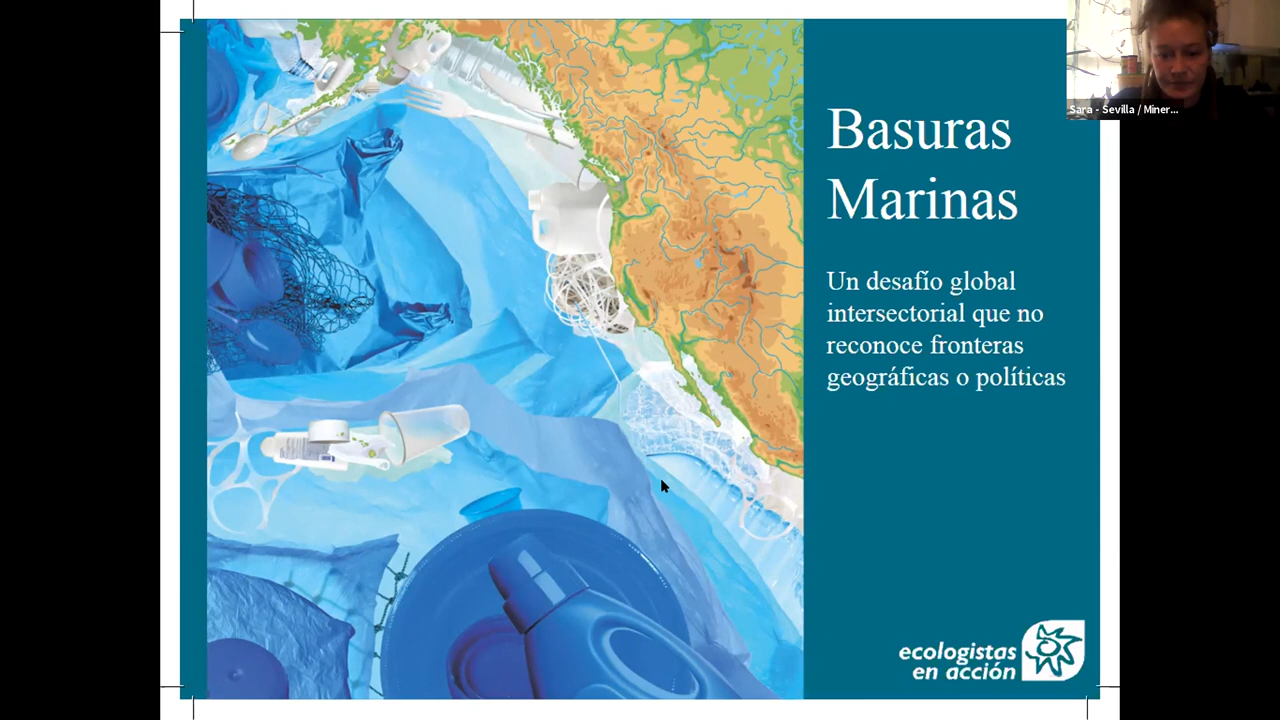 Sara - Sevilla / Miner...
Basuras
Marinas
Un desafío global
intersectorial que no
reconoce fronteras
geográficas o políticas
ecologistas
en acción